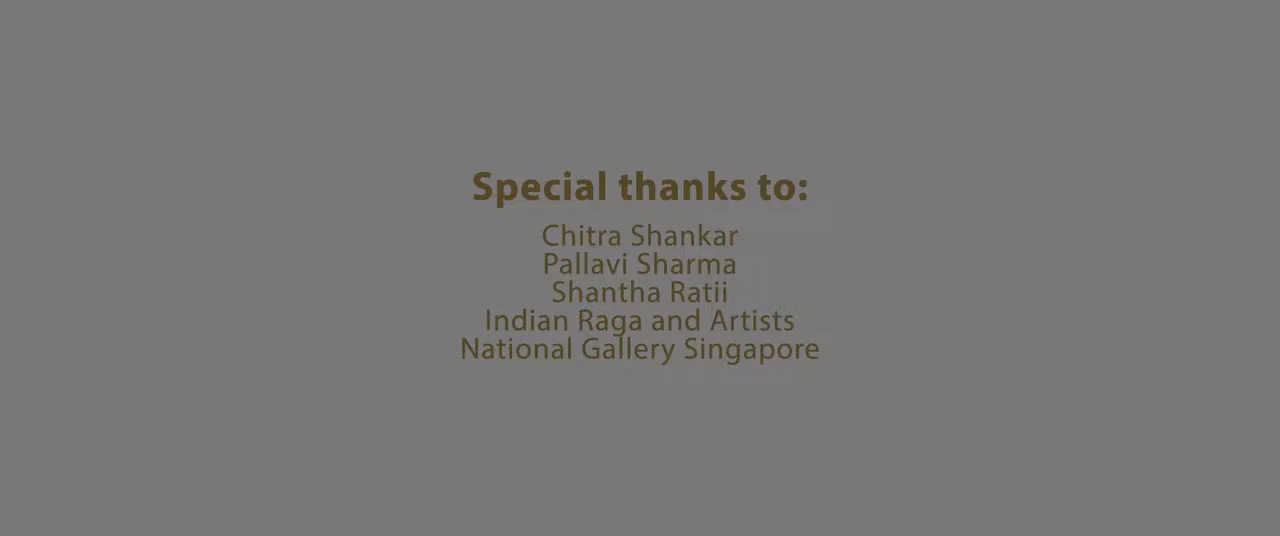 Special thanks to:
Chitra Shankar
Pallavi Sharma
Shantha Ratii
Indian Raga and Artists
National Gallery Singapore